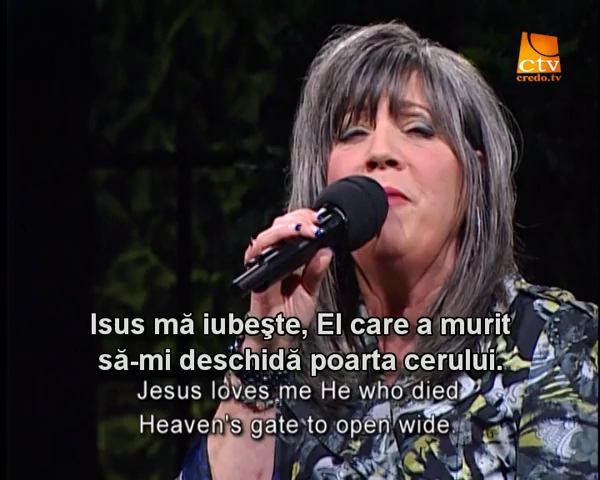 ctv
credo.tv
Isus mă iubeşte, El care a murit
să-mi deschidă poarta cerului.
Jesus loves me He who died
Heaven's gate to open wide.